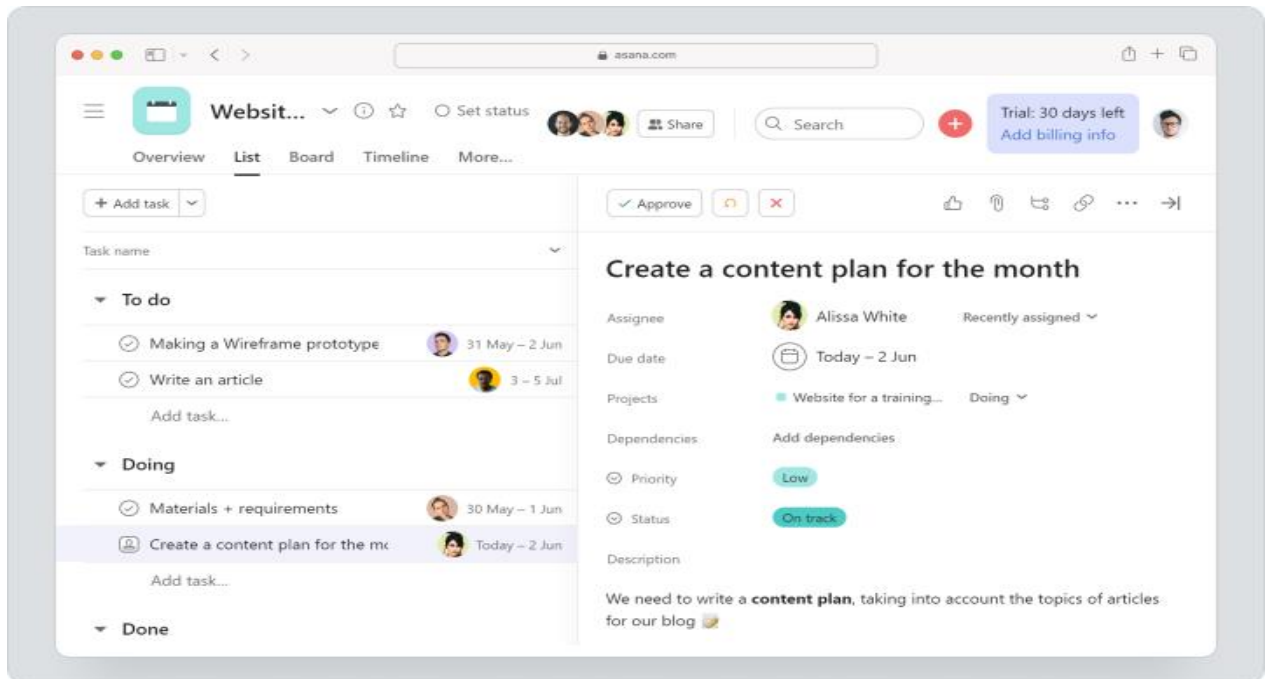 asana.com
Websit... Set status
Share
Search
Trial: 30 days left
Add billing info
Overview List Board Timeline More...
+ Add task
Task name
To do
Making a Wireframe prototype 31 May – 2 Jun
Write an article 3 – 5 Jul
Add task...
Doing
Materials + requirements 30 May – 1 Jun
Create a content plan for the mo Today – 2 Jun
Add task...
Done
Approve
Create a content plan for the month
Assignee Alissa White Recently assigned
Due date Today – 2 Jun
Projects Website for a training... Doing
Dependencies Add dependencies
Priority Low
Status On track
Description
We need to write a content plan, taking into account the topics of articles
for our blog 📝